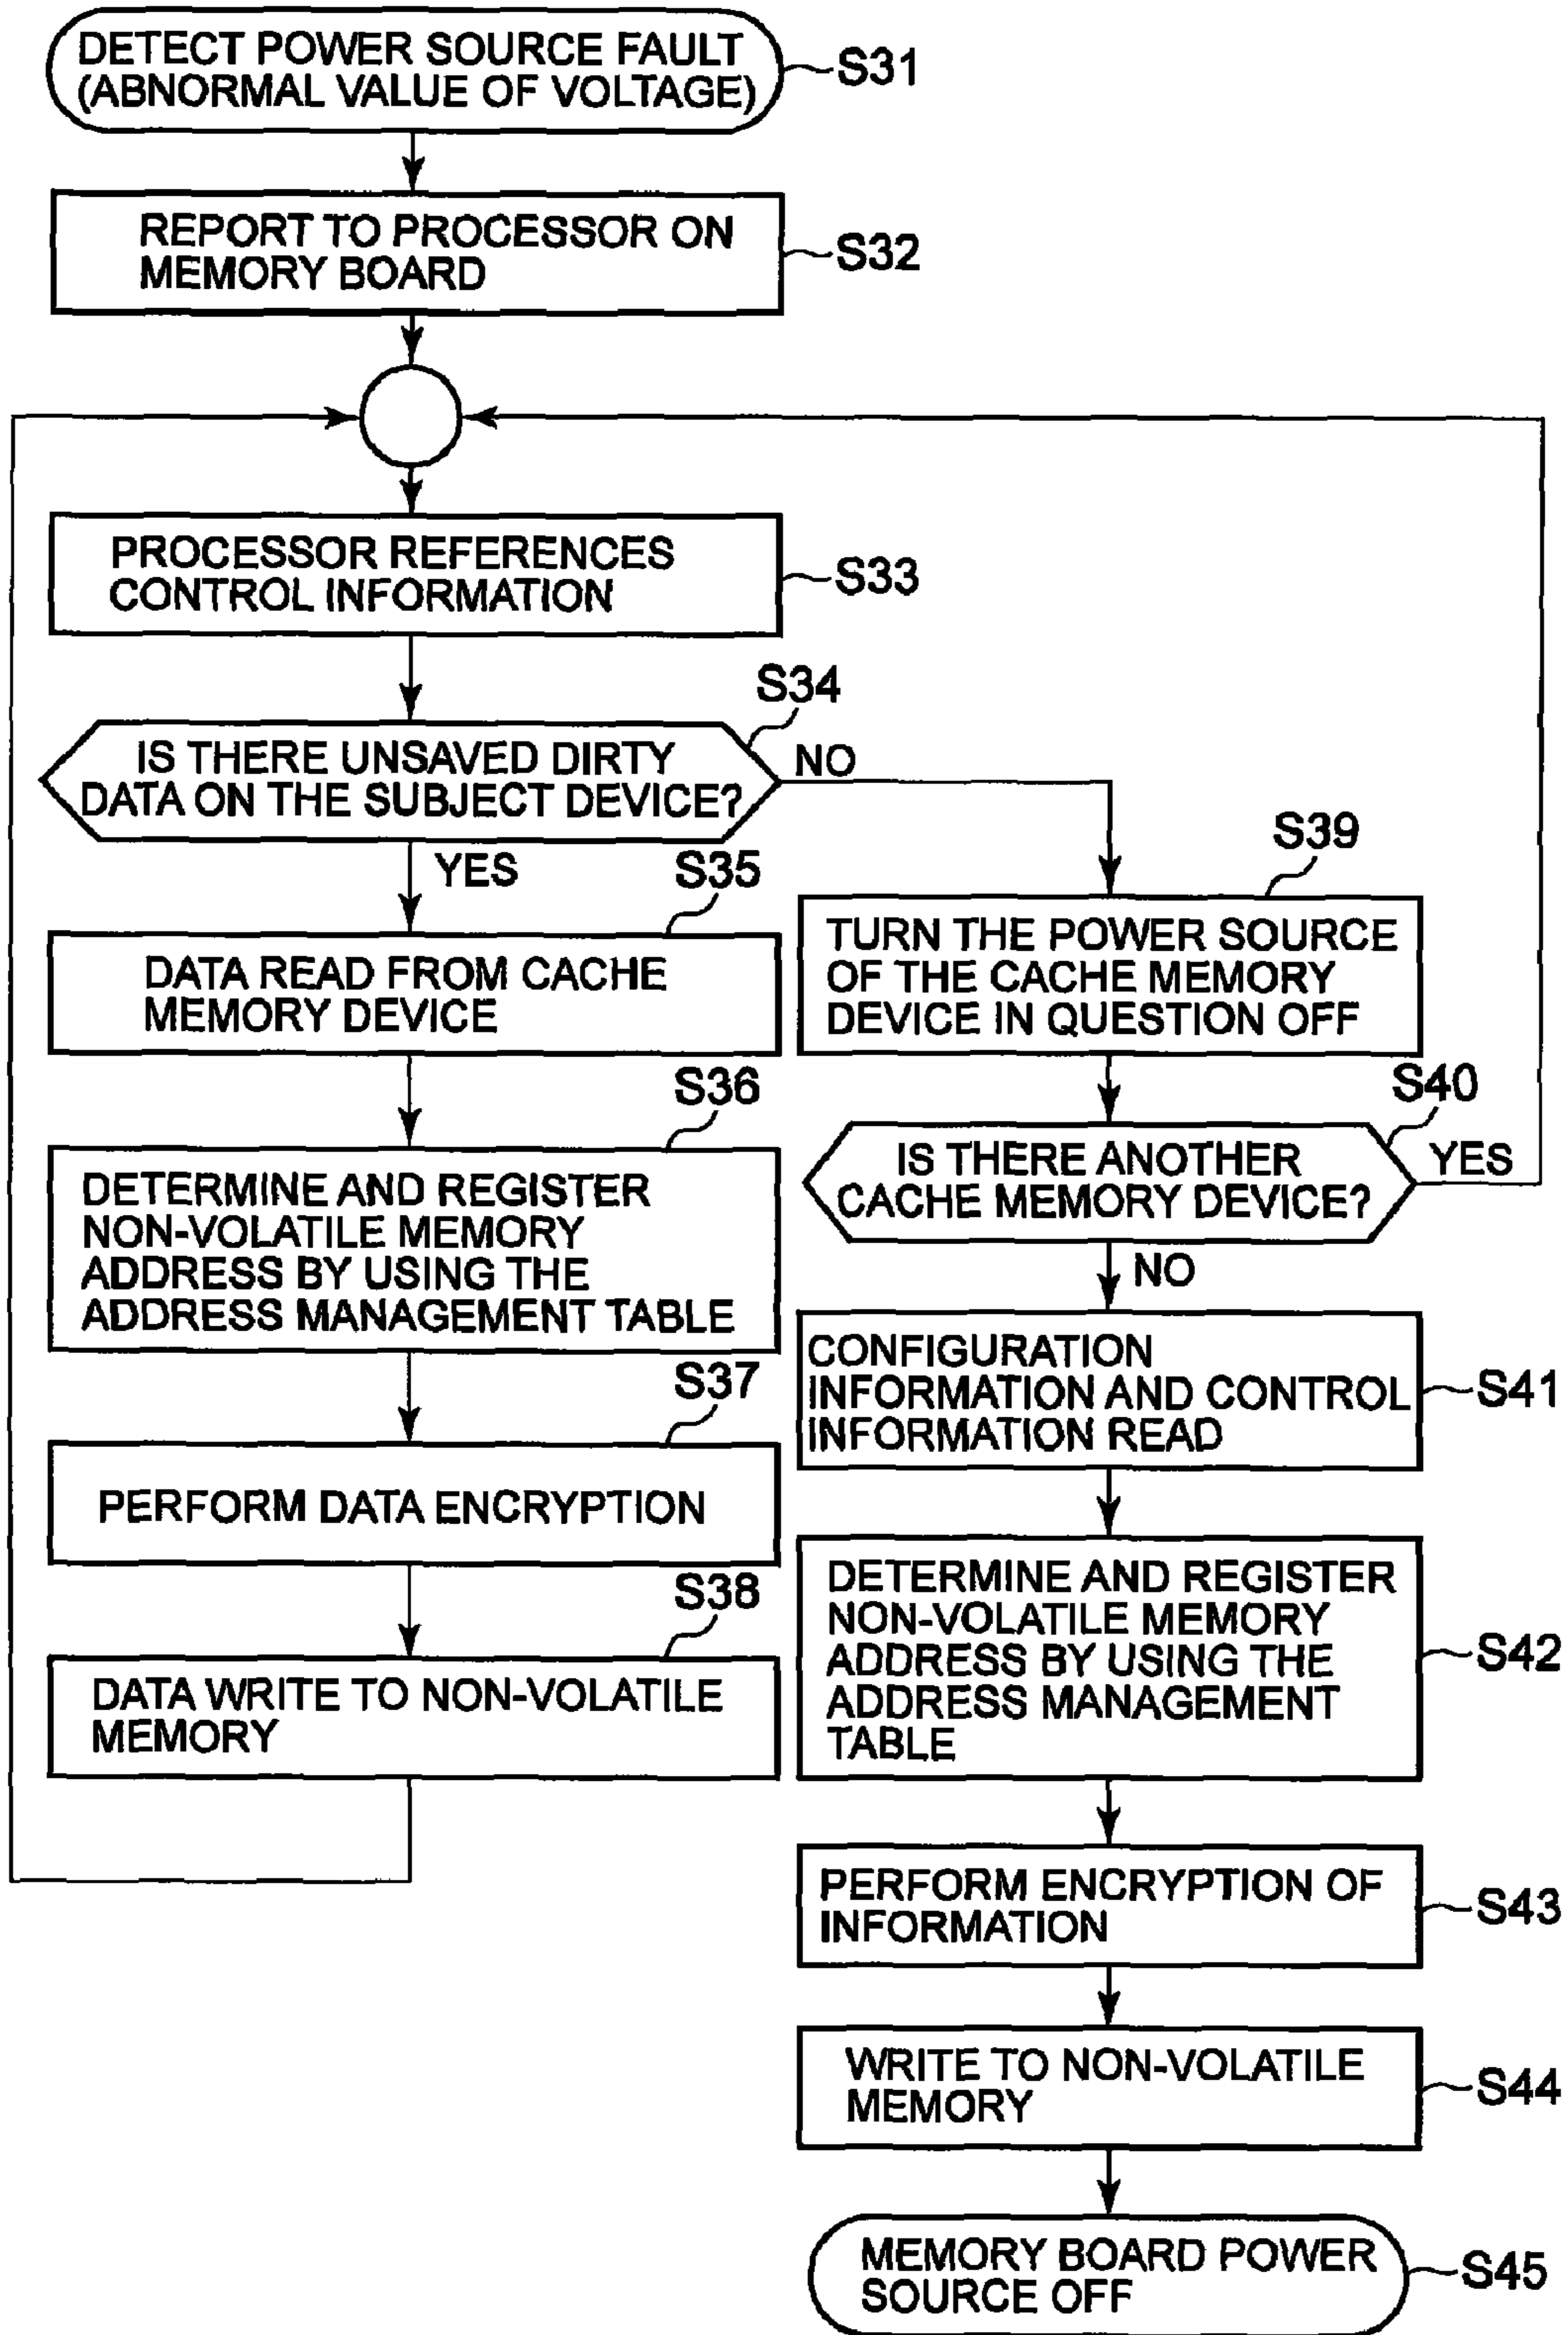 DETECT POWER SOURCE FAULT
(ABNORMAL VALUE OF VOLTAGE)
S31
REPORT TO PROCESSOR ON
MEMORY BOARD
S32
PROCESSOR REFERENCES
CONTROL INFORMATION
S33
S34
IS THERE UNSAVED DIRTY
DATA ON THE SUBJECT DEVICE?
NO
YES
S35
DATA READ FROM CACHE
MEMORY DEVICE
S36
DETERMINE AND REGISTER
NON-VOLATILE MEMORY
ADDRESS BY USING THE
ADDRESS MANAGEMENT TABLE
S37
PERFORM DATA ENCRYPTION
S38
DATA WRITE TO NON-VOLATILE
MEMORY
S39
TURN THE POWER SOURCE
OF THE CACHE MEMORY
DEVICE IN QUESTION OFF
S40
IS THERE ANOTHER
CACHE MEMORY DEVICE?
YES
NO
CONFIGURATION
INFORMATION AND CONTROL
INFORMATION READ
S41
DETERMINE AND REGISTER
NON-VOLATILE MEMORY
ADDRESS BY USING THE
ADDRESS MANAGEMENT
TABLE
S42
PERFORM ENCRYPTION OF
INFORMATION
S43
WRITE TO NON-VOLATILE
MEMORY
S44
MEMORY BOARD POWER
SOURCE OFF
S45